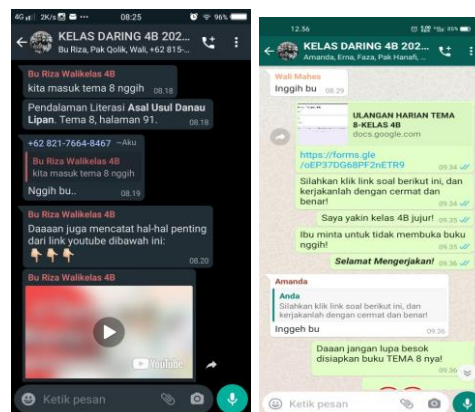 4G 2K/s 08:25 96%
KELAS DARING 4B 202...
Bu Riza, Pak Qolik, Wali, +62 815-...
Bu Riza Walikelas 4B
kita masuk tema 8 nggih 08.18
Pendalaman Literasi Asal Usul Danau
Lipan. Tema 8, halaman 91. 08.18
+62 821-7664-8467 ~Aku
Bu Riza Walikelas 4B
kita masuk tema 8 nggih
Nggih bu.. 08.19
Bu Riza Walikelas 4B
Daaaan juga mencatat hal-hal penting
dari link youtube dibawah ini:
👇👇👇 08.20
Bu Riza Walikelas 4B
YouTube
Ketik pesan
12.36
KELAS DARING 4B 202...
Amanda, Erna, Faza, Pak Hanafi, ...
Wali Mahes
Inggih bu 08.29
ULANGAN HARIAN TEMA
8-KELAS 4B
docs.google.com
https://forms.gle
/oEP37DG68PF2nETR9 09.34
Silahkan klik link soal berikut ini, dan
kerjakanlah dengan cermat dan
benar! 09.34
Saya yakin kelas 4B jujur! 09.35
Ibu minta untuk tidak membuka buku
nggih! 09.35
Selamat Mengerjakan! 09.36
Amanda
Anda
Silahkan klik link soal berikut ini, dan
kerjakanlah dengan cermat dan benar!
Inggeh bu 09.36
Daaan jangan lupa besok
disiapkan buku TEMA 8 nya!
09.36
Ketik pesan